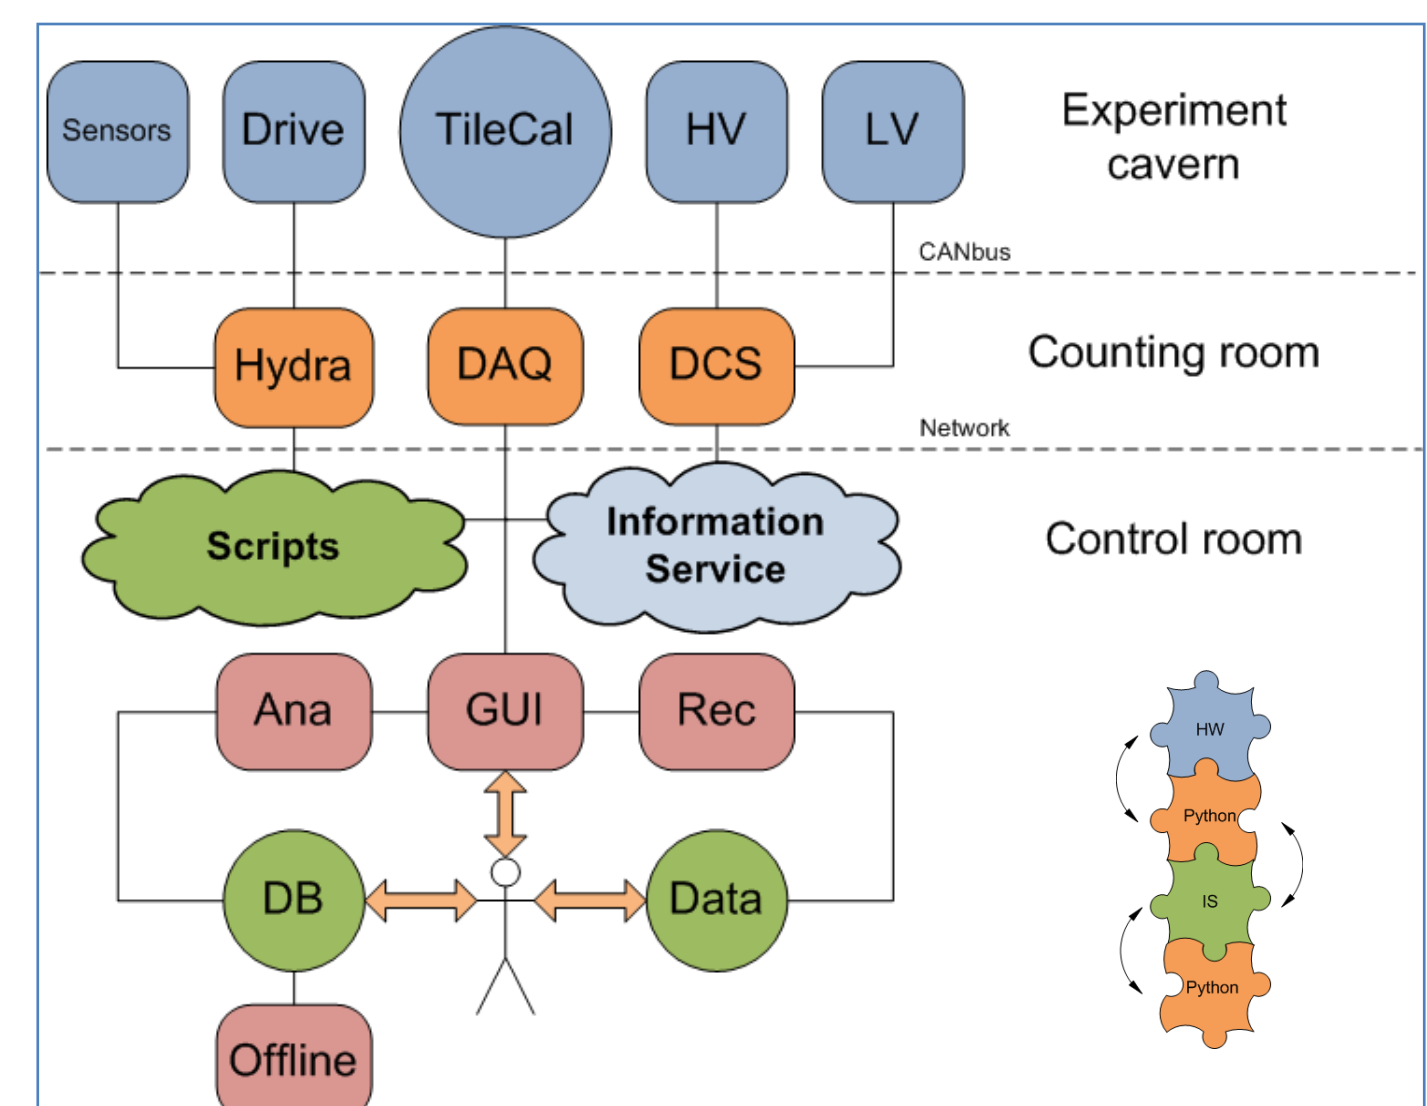 Sensors
Drive
TileCal
HV
LV
Experiment
cavern
CANbus
Hydra
DAQ
DCS
Counting room
Network
Scripts
Information
Service
Control room
Ana
GUI
Rec
HW
Python
IS
Python
DB
Data
Offline